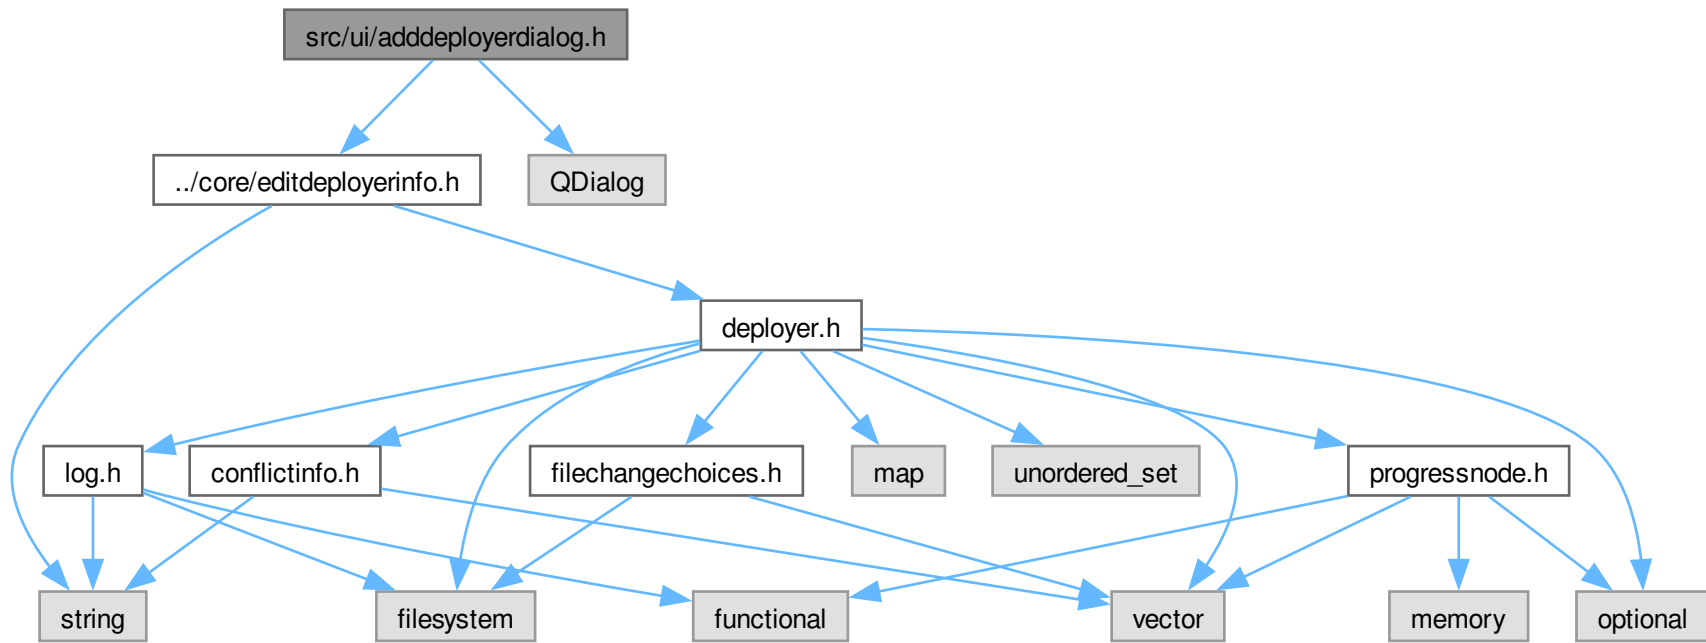 src/ui/adddeployerdialog.h
../core/editdeployerinfo.h
QDialog
deployer.h
log.h
conflictinfo.h
filechangechoices.h
map
unordered_set
progressnode.h
string
filesystem
functional
vector
memory
optional